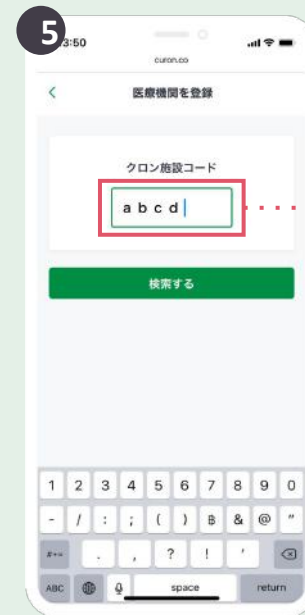 5
3:50
curon.co
医療機関を登録
クロン施設コード
a b c d
検索する
1 2 3 4 5 6 7 8 9 0
- / : ; ( ) ฿ & @ "
#+= . , ? ! '
ABC space return